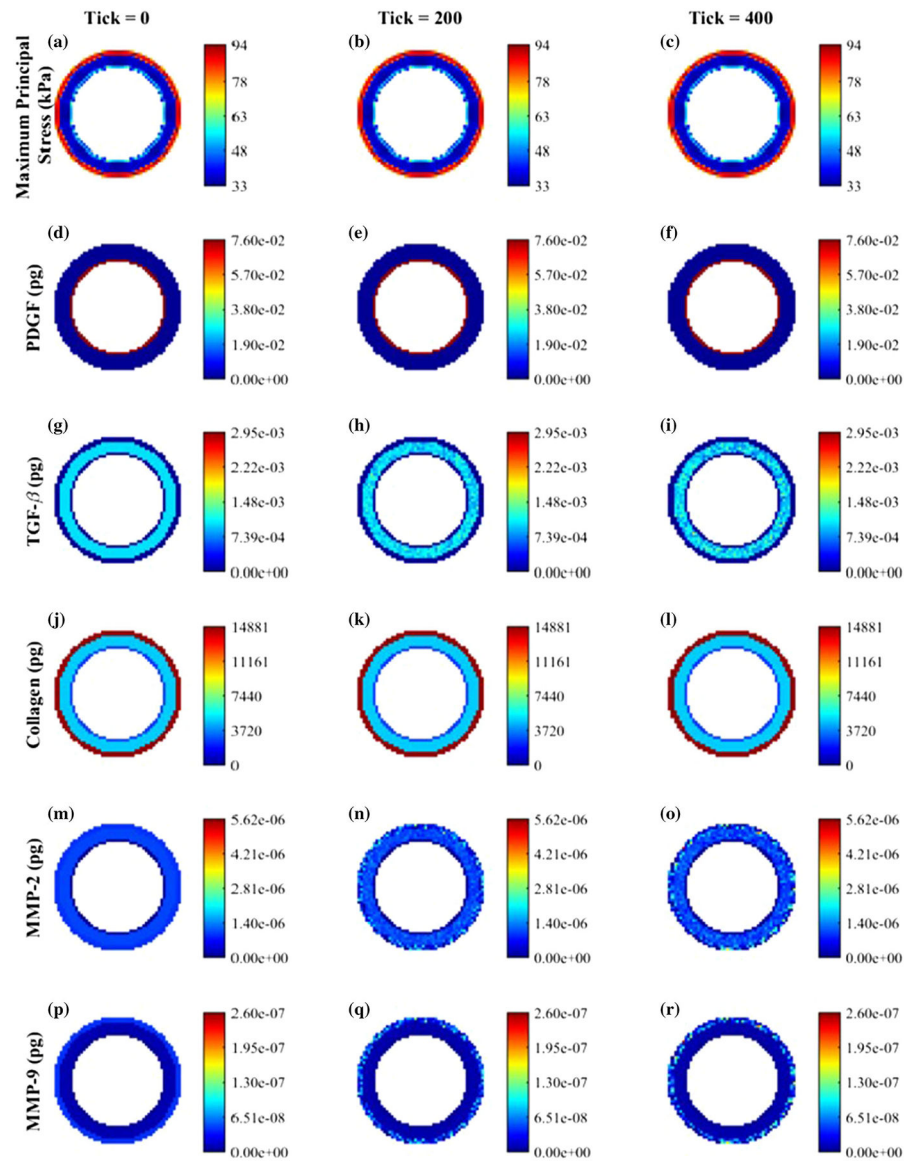 Tick = 0 Tick = 200 Tick = 400
Maximum Principal
Stress (kPa)
(a) 94 78 63 48 33
(b) 94 78 63 48 33
(c) 94 78 63 48 33
PDGF (pg)
(d) 7.60e-02 5.70e-02 3.80e-02 1.90e-02 0.00e+00
(e) 7.60e-02 5.70e-02 3.80e-02 1.90e-02 0.00e+00
(f) 7.60e-02 5.70e-02 3.80e-02 1.90e-02 0.00e+00
TGF-β (pg)
(g) 2.95e-03 2.22e-03 1.48e-03 7.39e-04 0.00e+00
(h) 2.95e-03 2.22e-03 1.48e-03 7.39e-04 0.00e+00
(i) 2.95e-03 2.22e-03 1.48e-03 7.39e-04 0.00e+00
Collagen (pg)
(j) 14881 11161 7440 3720 0
(k) 14881 11161 7440 3720 0
(l) 14881 11161 7440 3720 0
MMP-2 (pg)
(m) 5.62e-06 4.21e-06 2.81e-06 1.40e-06 0.00e+00
(n) 5.62e-06 4.21e-06 2.81e-06 1.40e-06 0.00e+00
(o) 5.62e-06 4.21e-06 2.81e-06 1.40e-06 0.00e+00
MMP-9 (pg)
(p) 2.60e-07 1.95e-07 1.30e-07 6.51e-08 0.00e+00
(q) 2.60e-07 1.95e-07 1.30e-07 6.51e-08 0.00e+00
(r) 2.60e-07 1.95e-07 1.30e-07 6.51e-08 0.00e+00